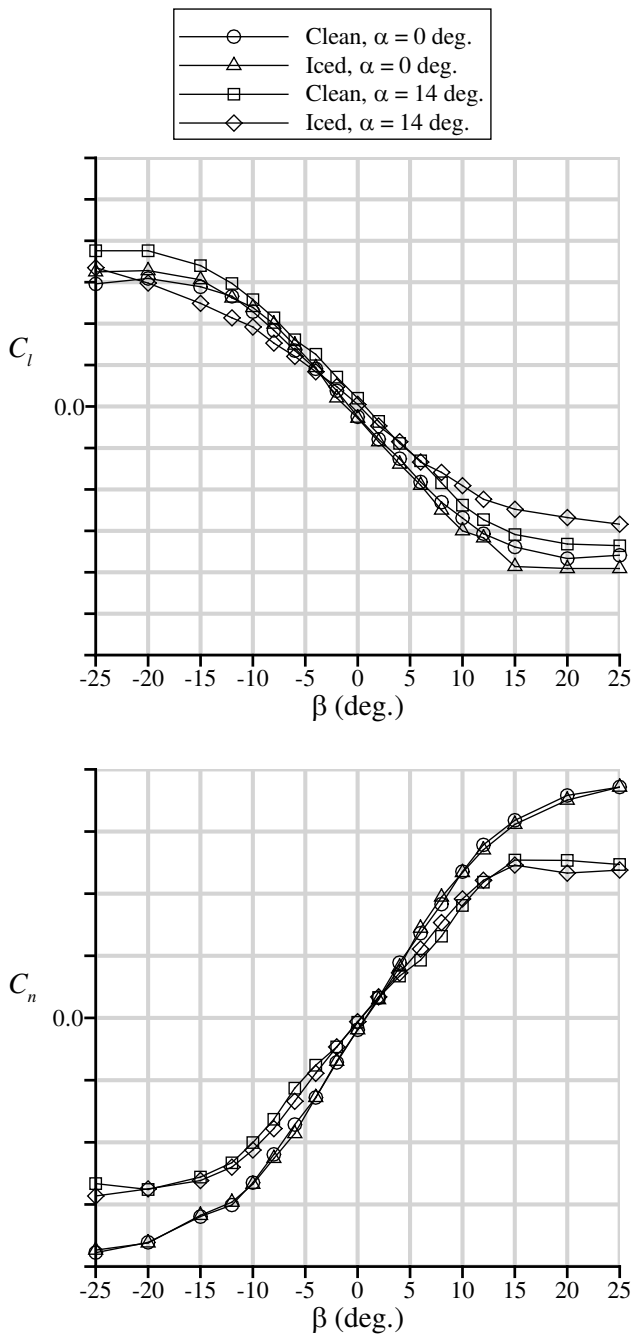 Clean, α = 0 deg.
Iced, α = 0 deg.
Clean, α = 14 deg.
Iced, α = 14 deg.
C_l
0.0
-25 -20 -15 -10 -5 0 5 10 15 20 25
β (deg.)
C_n
0.0
-25 -20 -15 -10 -5 0 5 10 15 20 25
β (deg.)